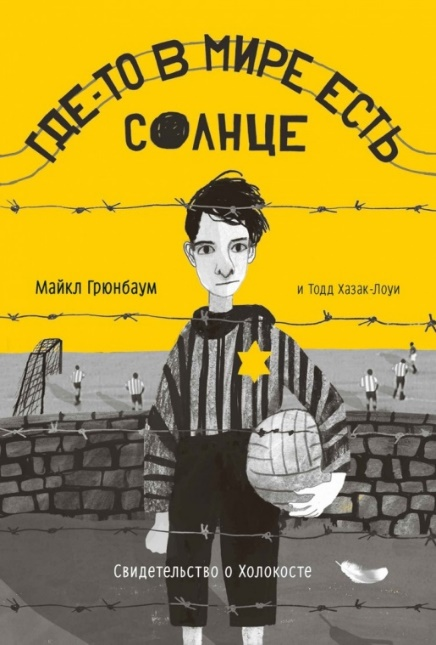 ГДЕ-ТО В МИРЕ ЕСТЬ
СОЛНЦЕ
Майкл Грюнбаум
и Тодд Хазак-Лоуи
Свидетельство о Холокосте